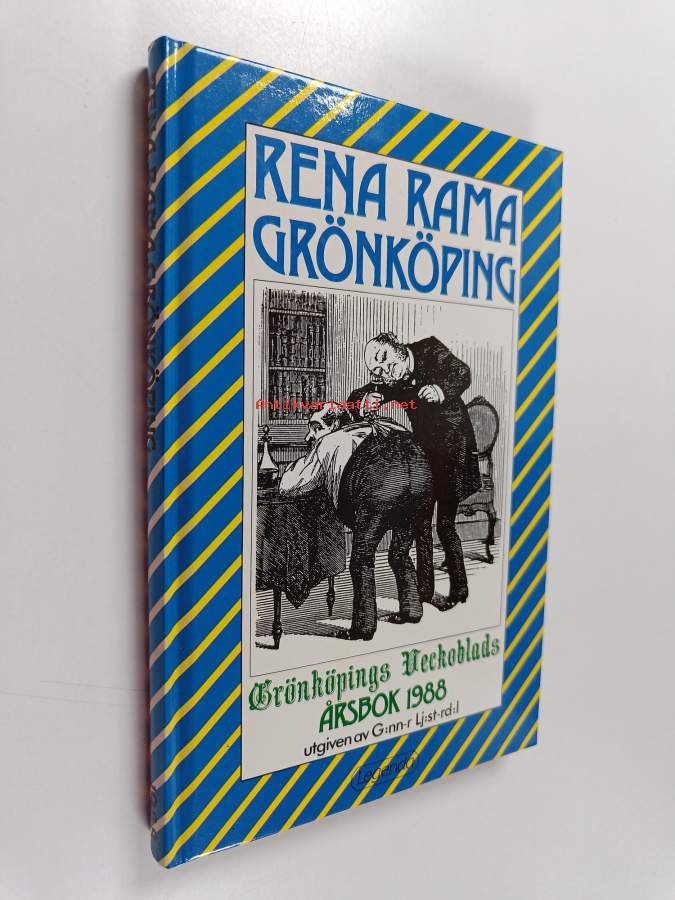 RENA RAMA
GRÖNKÖPING
Antikvariaatti.net
Grönköpings Veckoblads
ÅRSBOK 1988
utgiven av G:nn-r Lj:st-rd:l
Legenda